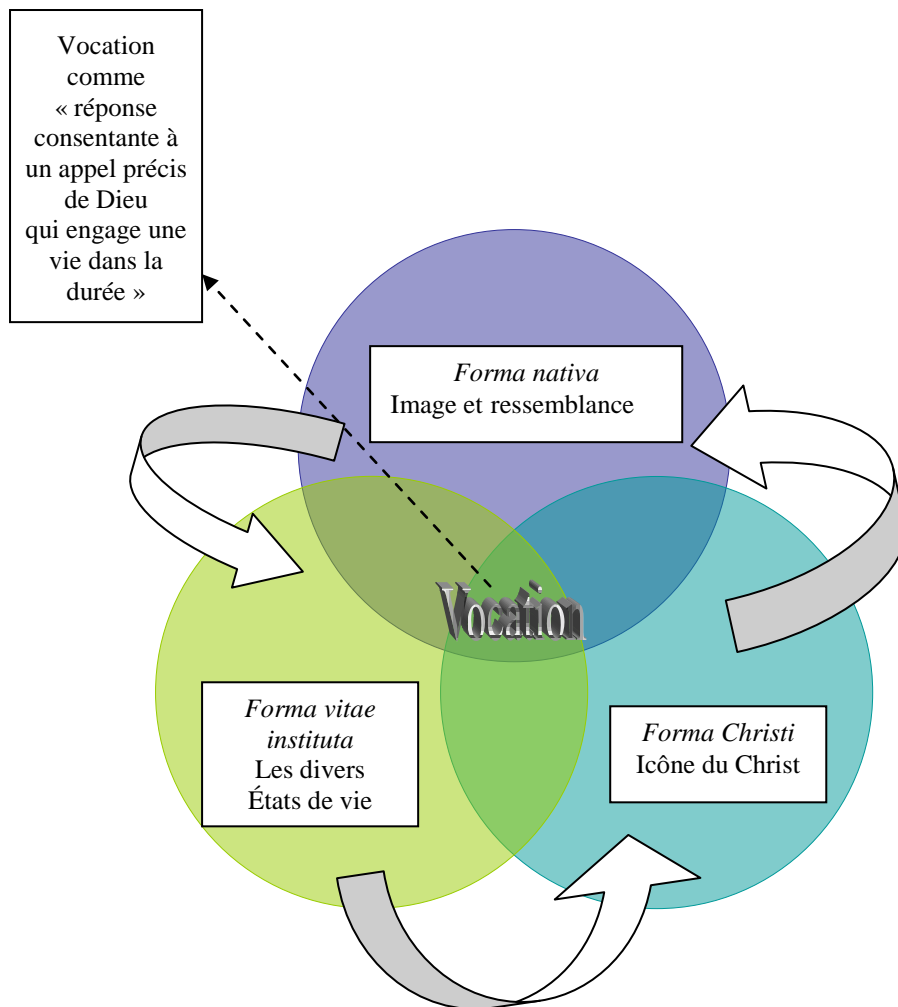 Vocation
comme
« réponse
consentante à
un appel précis
de Dieu
qui engage une
vie dans la
durée »
Forma nativa
Image et ressemblance
Vocation
Forma vitae
instituta
Les divers
États de vie
Forma Christi
Icône du Christ